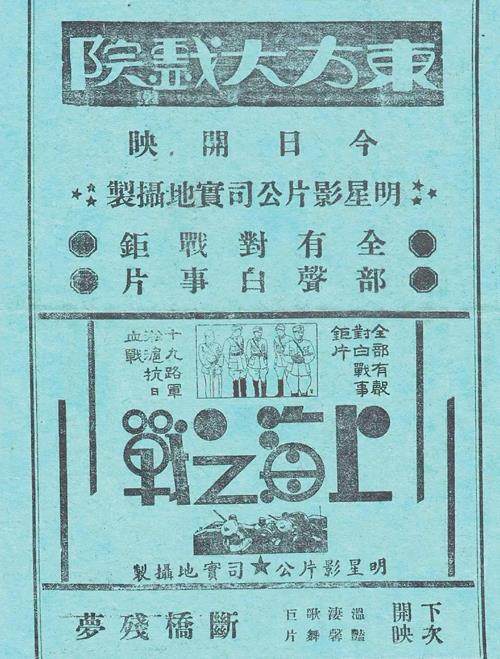 東方大戲院
今日開映
明星影片公司實地攝製
全部有聲對白戰事鉅片
全部有聲
對白戰事
鉅片
十九路軍
淞滬抗日
血戰
上海之戰
明星影片公★司實地攝製
下次
開映
溫豔
淒馨
歌舞
巨片
斷橋殘夢